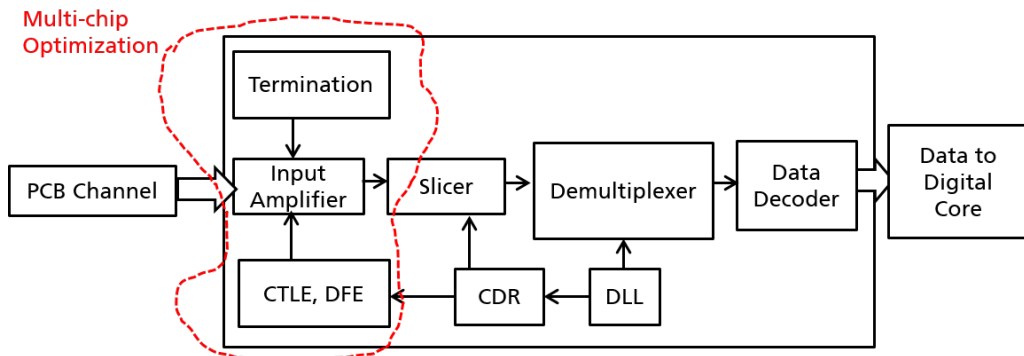 Multi-chip
Optimization
Termination
PCB Channel
Input
Amplifier
Slicer
Demultiplexer
Data
Decoder
Data to
Digital
Core
CTLE, DFE
CDR
DLL